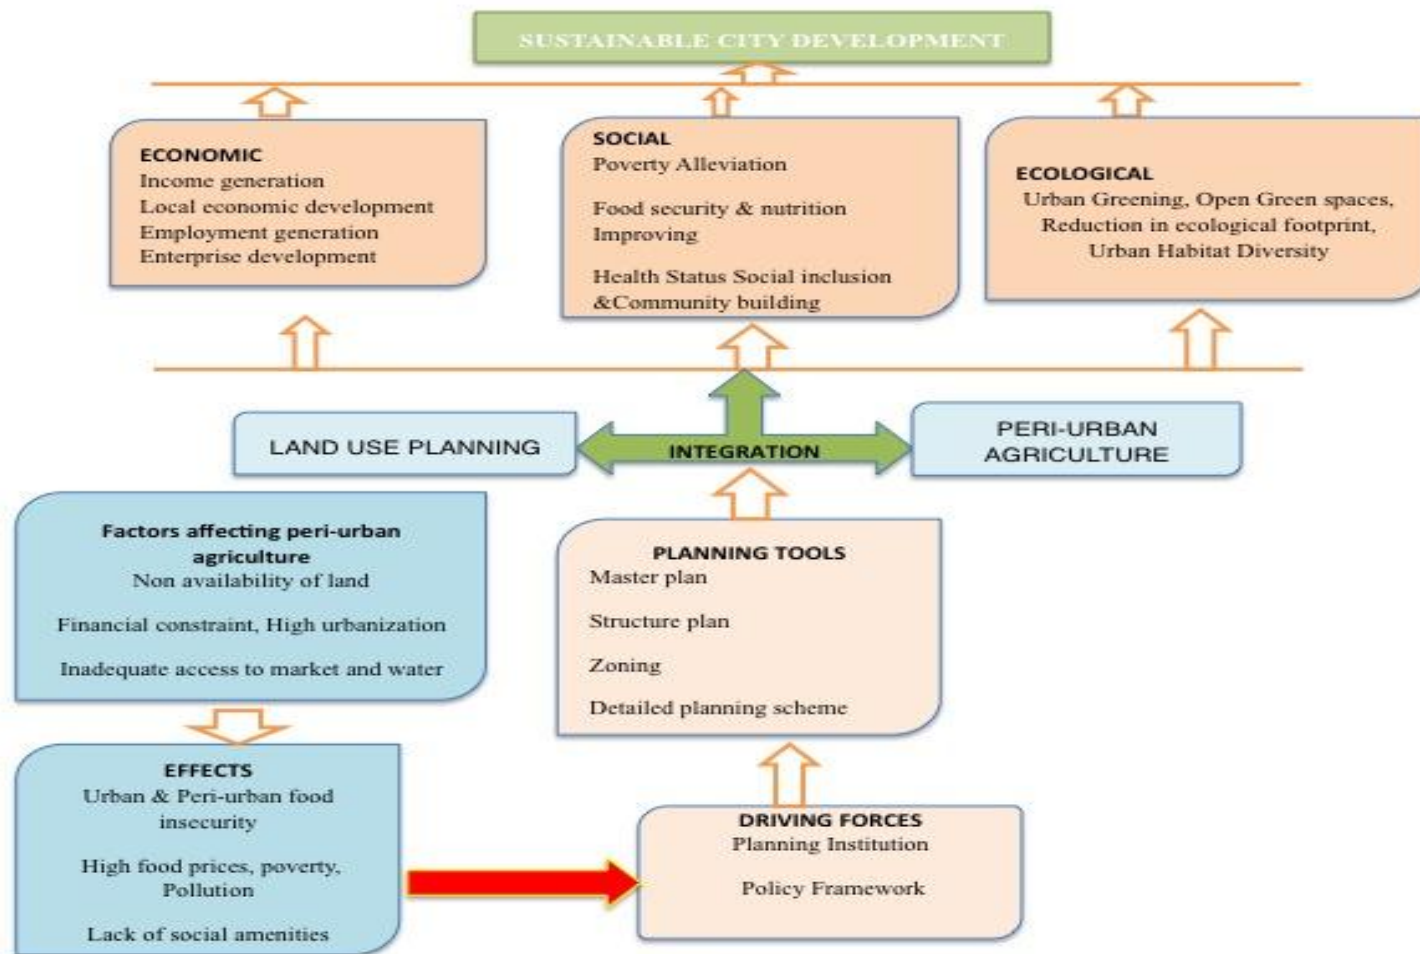 SUSTAINABLE CITY DEVELOPMENT
ECONOMIC
Income generation
Local economic development
Employment generation
Enterprise development
SOCIAL
Poverty Alleviation
Food security & nutrition
Improving
Health Status Social inclusion
&Community building
ECOLOGICAL
Urban Greening, Open Green spaces,
Reduction in ecological footprint,
Urban Habitat Diversity
LAND USE PLANNING
INTEGRATION
PERI-URBAN
AGRICULTURE
Factors affecting peri-urban
agriculture
Non availability of land
Financial constraint, High urbanization
Inadequate access to market and water
PLANNING TOOLS
Master plan
Structure plan
Zoning
Detailed planning scheme
EFFECTS
Urban & Peri-urban food
insecurity
High food prices, poverty,
Pollution
Lack of social amenities
DRIVING FORCES
Planning Institution
Policy Framework